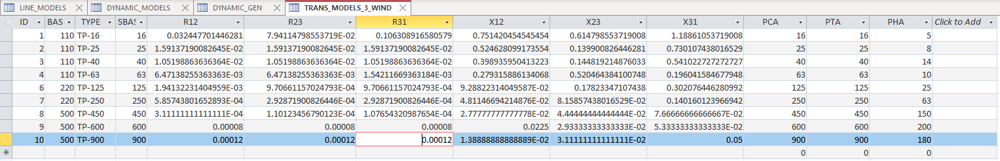 LINE_MODELS DYNAMIC_MODELS DYNAMIC_GEN TRANS_MODELS_3_WIND
ID BAS TYPE SBAS R12 R23 R31 X12 X23 X31 PCA PTA PHA Click to Add
1 110 TP-16 16 0.032447701446281 7.94114798553719E-02 0.106308916580579 0.751420454545454 0.614798553719008 1.18861053719008 16 16 5
2 110 TP-25 25 1.59137190082645E-02 1.59137190082645E-02 1.59137190082645E-02 0.524628099173554 0.139900826446281 0.730107438016529 25 25 8
3 110 TP-40 40 1.05198863636364E-02 1.05198863636364E-02 1.05198863636364E-02 0.398935950413223 0.144819214876033 0.541022727272727 40 40 14
4 110 TP-63 63 6.47138255363363E-03 6.47138255363363E-03 1.54211669363184E-03 0.279315886134068 0.520464384100748 0.196041584677948 63 63 10
6 220 TP-125 125 1.94132231404959E-03 9.70661157024793E-04 9.70661157024793E-04 9.28822314049587E-02 0.17823347107438 0.302076446280992 125 125 25
7 220 TP-250 250 5.85743801652893E-04 2.92871900826446E-04 2.92871900826446E-04 4.81146694214876E-02 8.15857438016529E-02 0.140160123966942 250 250 63
8 500 TP-450 450 3.11111111111111E-04 1.10123456790123E-04 1.07654320987654E-04 2.77777777777778E-02 4.44444444444444E-02 7.66666666666667E-02 450 450 150
9 500 TP-600 600 0.00008 0.00008 0.00008 0.0225 2.93333333333333E-02 5.33333333333333E-02 600 600 200
10 500 TP-900 900 0.00012 0.00012 0.00012 1.38888888888889E-02 3.11111111111111E-02 0.05 900 900 180
0 0 0